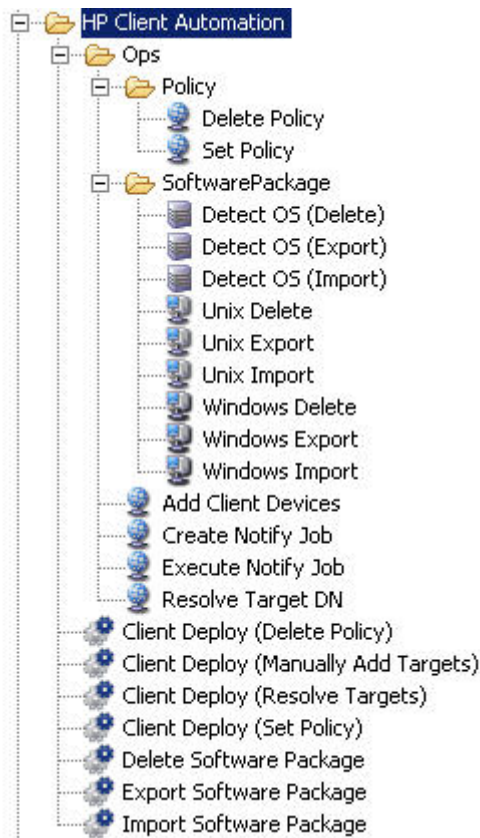 HP Client Automation
Ops
Policy
Delete Policy
Set Policy
SoftwarePackage
Detect OS (Delete)
Detect OS (Export)
Detect OS (Import)
Unix Delete
Unix Export
Unix Import
Windows Delete
Windows Export
Windows Import
Add Client Devices
Create Notify Job
Execute Notify Job
Resolve Target DN
Client Deploy (Delete Policy)
Client Deploy (Manually Add Targets)
Client Deploy (Resolve Targets)
Client Deploy (Set Policy)
Delete Software Package
Export Software Package
Import Software Package